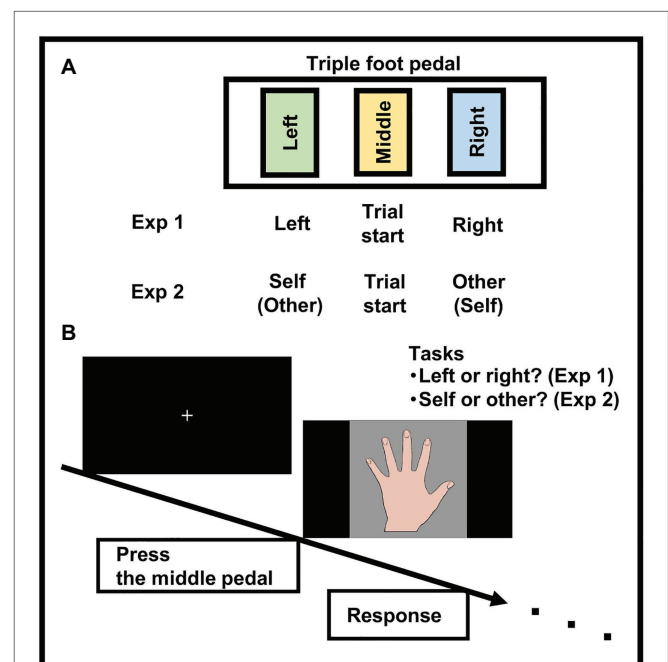 A
Triple foot pedal
Left
Middle
Right
Exp 1
Left
Trial
start
Right
Exp 2
Self
(Other)
Trial
start
Other
(Self)
B
Tasks
•Left or right? (Exp 1)
•Self or other? (Exp 2)
Press
the middle pedal
Response